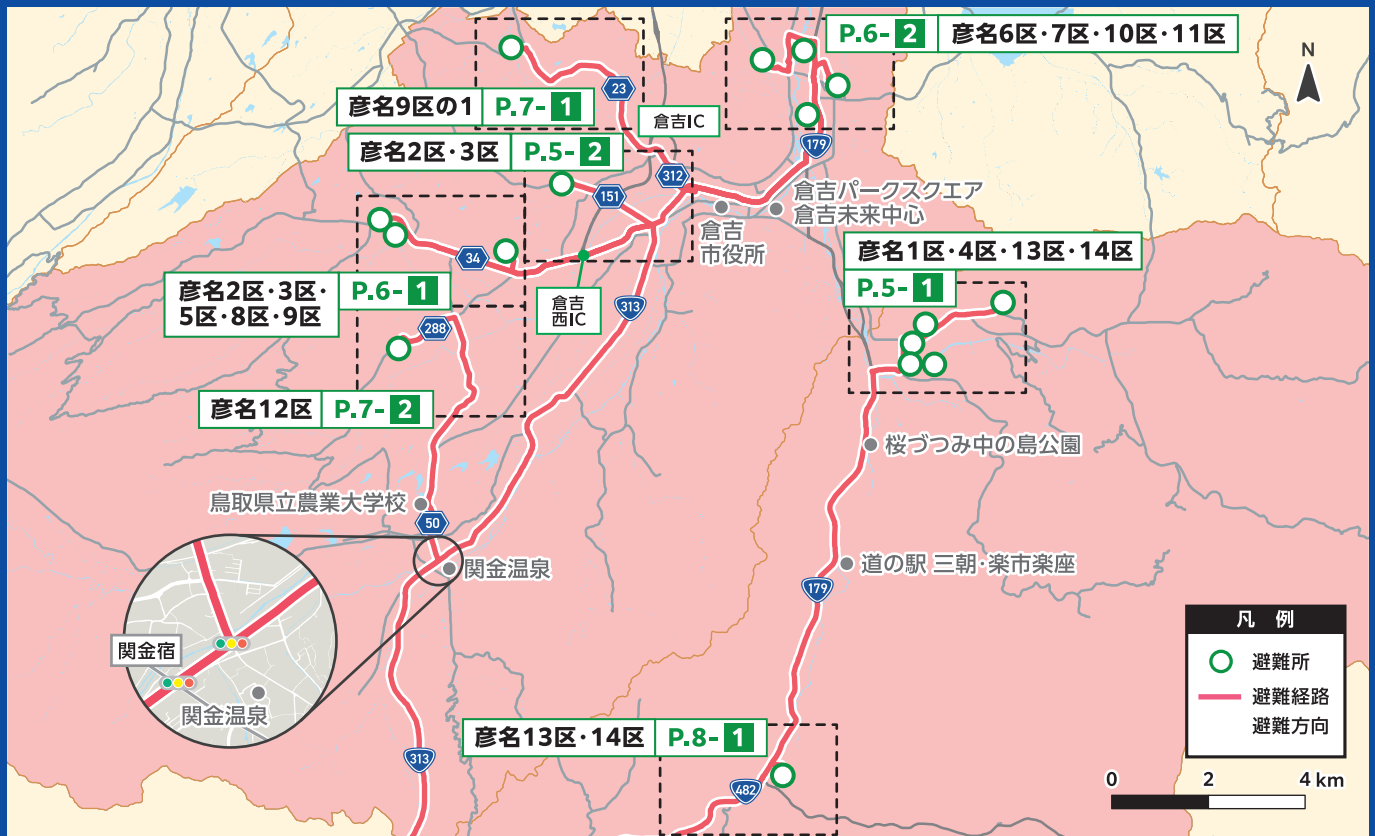 P.6-2 彦名6区・7区・10区・11区
N
23
彦名9区の1 P.7-1
倉吉IC
彦名2区・3区 P.5-2
179
312
151
倉吉パークスクエア
倉吉未来中心
倉吉
市役所
34
彦名1区・4区・13区・14区
P.5-1
彦名2区・3区・
5区・8区・9区
P.6-1
倉吉
西IC
313
288
彦名12区 P.7-2
桜づつみ中の島公園
鳥取県立農業大学校
50
関金温泉
道の駅 三朝・楽市楽座
179
関金宿
関金温泉
凡 例
避難所
避難経路
避難方向
彦名13区・14区 P.8-1
313
482
0 2 4 km